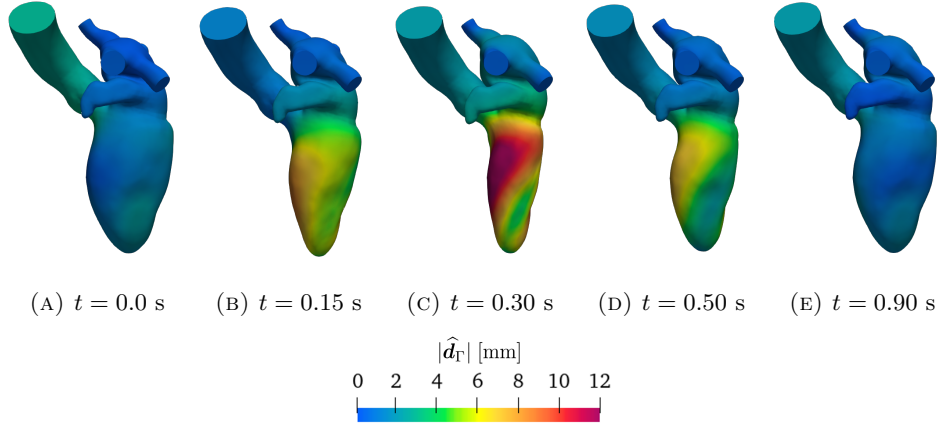 (A) t = 0.0 s (B) t = 0.15 s (C) t = 0.30 s (D) t = 0.50 s (E) t = 0.90 s
|d̂_Γ| [mm]
0 2 4 6 8 10 12